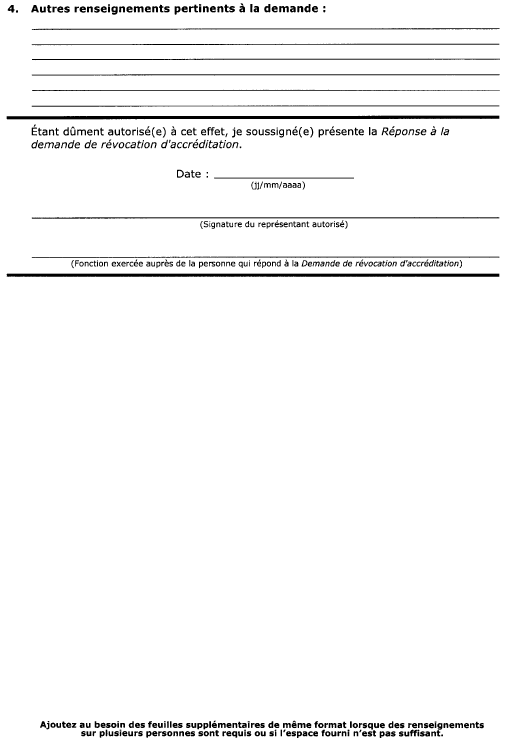 4. Autres renseignements pertinents à la demande :
Étant dûment autorisé(e) à cet effet, je soussigné(e) présente la Réponse à la
demande de révocation d'accréditation.
Date :
(jj/mm/aaaa)
(Signature du représentant autorisé)
(Fonction exercée auprès de la personne qui répond à la Demande de révocation d'accréditation)
Ajoutez au besoin des feuilles supplémentaires de même format lorsque des renseignements
sur plusieurs personnes sont requis ou si l'espace fourni n'est pas suffisant.